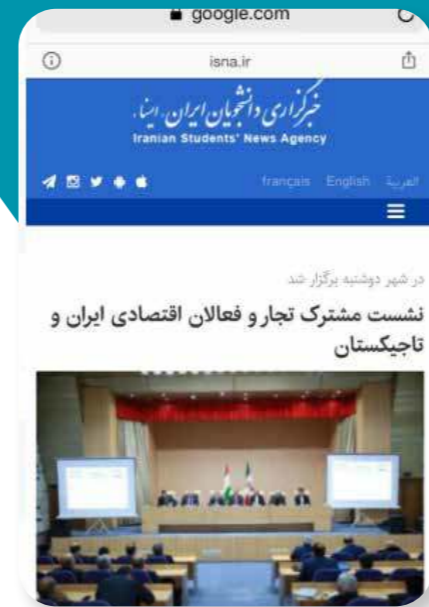 google.com
isna.ir
خبرگزاری دانشجویان ایران . ایسنا .
Iranian Students' News Agency
français English العربية
در شهر دوشنبه برگزار شد
نشست مشترک تجار و فعالان اقتصادی ایران و
تاجیکستان